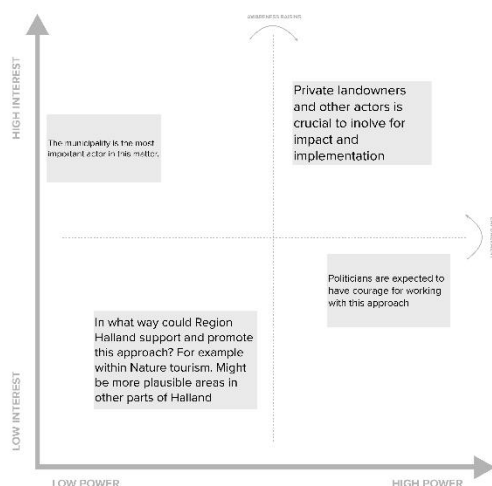 AWARENESS RAISING
HIGH INTEREST
Private landowners
and other actors is
crucial to inolve for
impact and
implementation
The municipality is the most
important actor in this mattor.
Politicians are expected to
have courage for working
with this approach
In what way could Region
Halland support and promote
this approach? For example
within Nature tourism. Might
be more plausible areas in
other parts of Halland
LOW INTEREST
LOW POWER
HIGH POWER